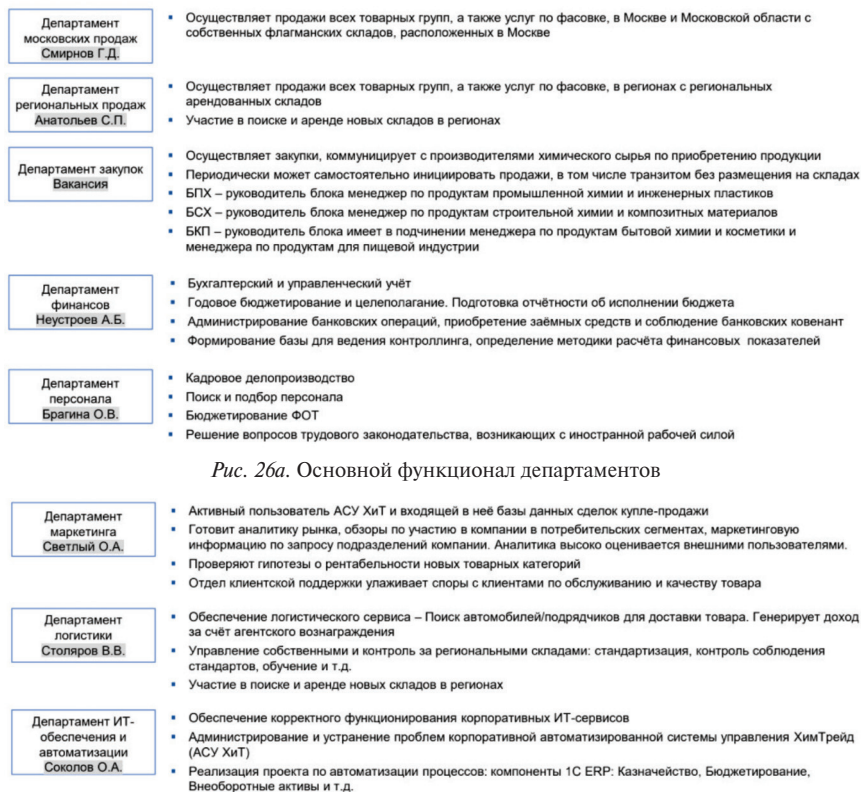 Департамент
московских продаж
Смирнов Г.Д.
▪ Осуществляет продажи всех товарных групп, а также услуг по фасовке, в Москве и Московской области с
собственных флагманских складов, расположенных в Москве
Департамент
региональных продаж
Анатольев С.П.
▪ Осуществляет продажи всех товарных групп, а также услуг по фасовке, в регионах с региональных
арендованных складов
▪ Участие в поиске и аренде новых складов в регионах
Департамент закупок
Вакансия
▪ Осуществляет закупки, коммуницирует с производителями химического сырья по приобретению продукции
▪ Периодически может самостоятельно инициировать продажи, в том числе транзитом без размещения на складах
▪ БПХ – руководитель блока менеджер по продуктам промышленной химии и инженерных пластиков
▪ БСХ – руководитель блока менеджер по продуктам строительной химии и композитных материалов
▪ БКП – руководитель блока имеет в подчинении менеджера по продуктам бытовой химии и косметики и
менеджера по продуктам для пищевой индустрии
Департамент
финансов
Неустроев А.Б.
▪ Бухгалтерский и управленческий учёт
▪ Годовое бюджетирование и целеполагание. Подготовка отчётности об исполнении бюджета
▪ Администрирование банковских операций, приобретение заёмных средств и соблюдение банковских ковенант
▪ Формирование базы для ведения контроллинга, определение методики расчёта финансовых показателей
Департамент
персонала
Брагина О.В.
▪ Кадровое делопроизводство
▪ Поиск и подбор персонала
▪ Бюджетирование ФОТ
▪ Решение вопросов трудового законодательства, возникающих с иностранной рабочей силой
Рис. 26а. Основной функционал департаментов
Департамент
маркетинга
Светлый О.А.
▪ Активный пользователь АСУ ХиТ и входящей в неё базы данных сделок купле-продажи
▪ Готовит аналитику рынка, обзоры по участию в компании в потребительских сегментах, маркетинговую
информацию по запросу подразделений компании. Аналитика высоко оценивается внешними пользователями.
▪ Проверяют гипотезы о рентабельности новых товарных категорий
▪ Отдел клиентской поддержки улаживает споры с клиентами по обслуживанию и качеству товара
Департамент
логистики
Столяров В.В.
▪ Обеспечение логистического сервиса – Поиск автомобилей/подрядчиков для доставки товара. Генерирует доход
за счёт агентского вознаграждения
▪ Управление собственными и контроль за региональными складами: стандартизация, контроль соблюдения
стандартов, обучение и т.д.
▪ Участие в поиске и аренде новых складов в регионах
Департамент ИТ-
обеспечения и
автоматизации
Соколов О.А.
▪ Обеспечение корректного функционирования корпоративных ИТ-сервисов
▪ Администрирование и устранение проблем корпоративной автоматизированной системы управления ХимТрейд
(АСУ ХиТ)
▪ Реализация проекта по автоматизации процессов: компоненты 1С ERP: Казначейство, Бюджетирование,
Внеоборотные активы и т.д.